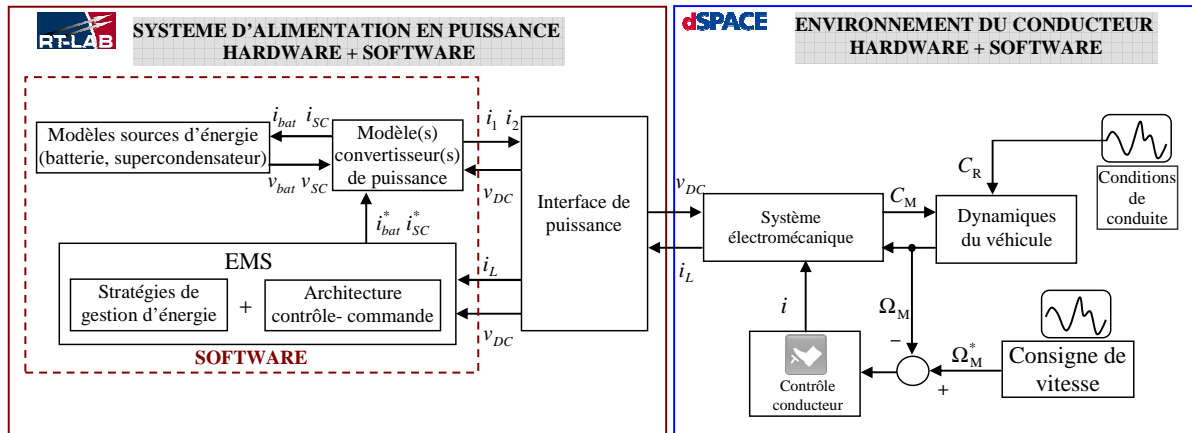 RT-LAB
SYSTEME D'ALIMENTATION EN PUISSANCE
HARDWARE + SOFTWARE
dSPACE
ENVIRONNEMENT DU CONDUCTEUR
HARDWARE + SOFTWARE
Modèles sources d'énergie
(batterie, supercondensateur)
i_bat i_SC
v_bat v_SC
Modèle(s)
convertisseur(s)
de puissance
i_1 i_2
v_DC
i*_bat i*_SC
EMS
Stratégies de
gestion d'énergie
+
Architecture
contrôle- commande
SOFTWARE
i_L
v_DC
Interface de
puissance
v_DC
i_L
Système
électromécanique
C_M
C_R
Dynamiques
du véhicule
Conditions
de
conduite
i
Ω_M
−
+
Ω*_M
Contrôle
conducteur
Consigne de
vitesse